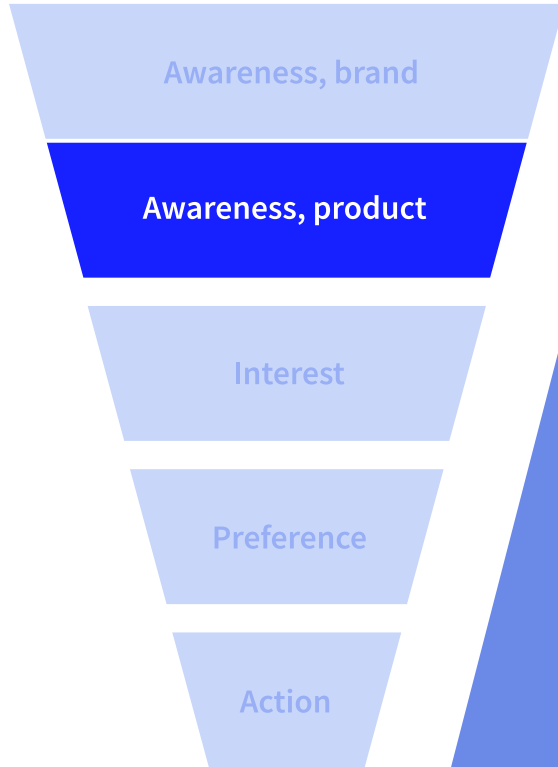 Awareness, brand
Awareness, product
Interest
Preference
Action